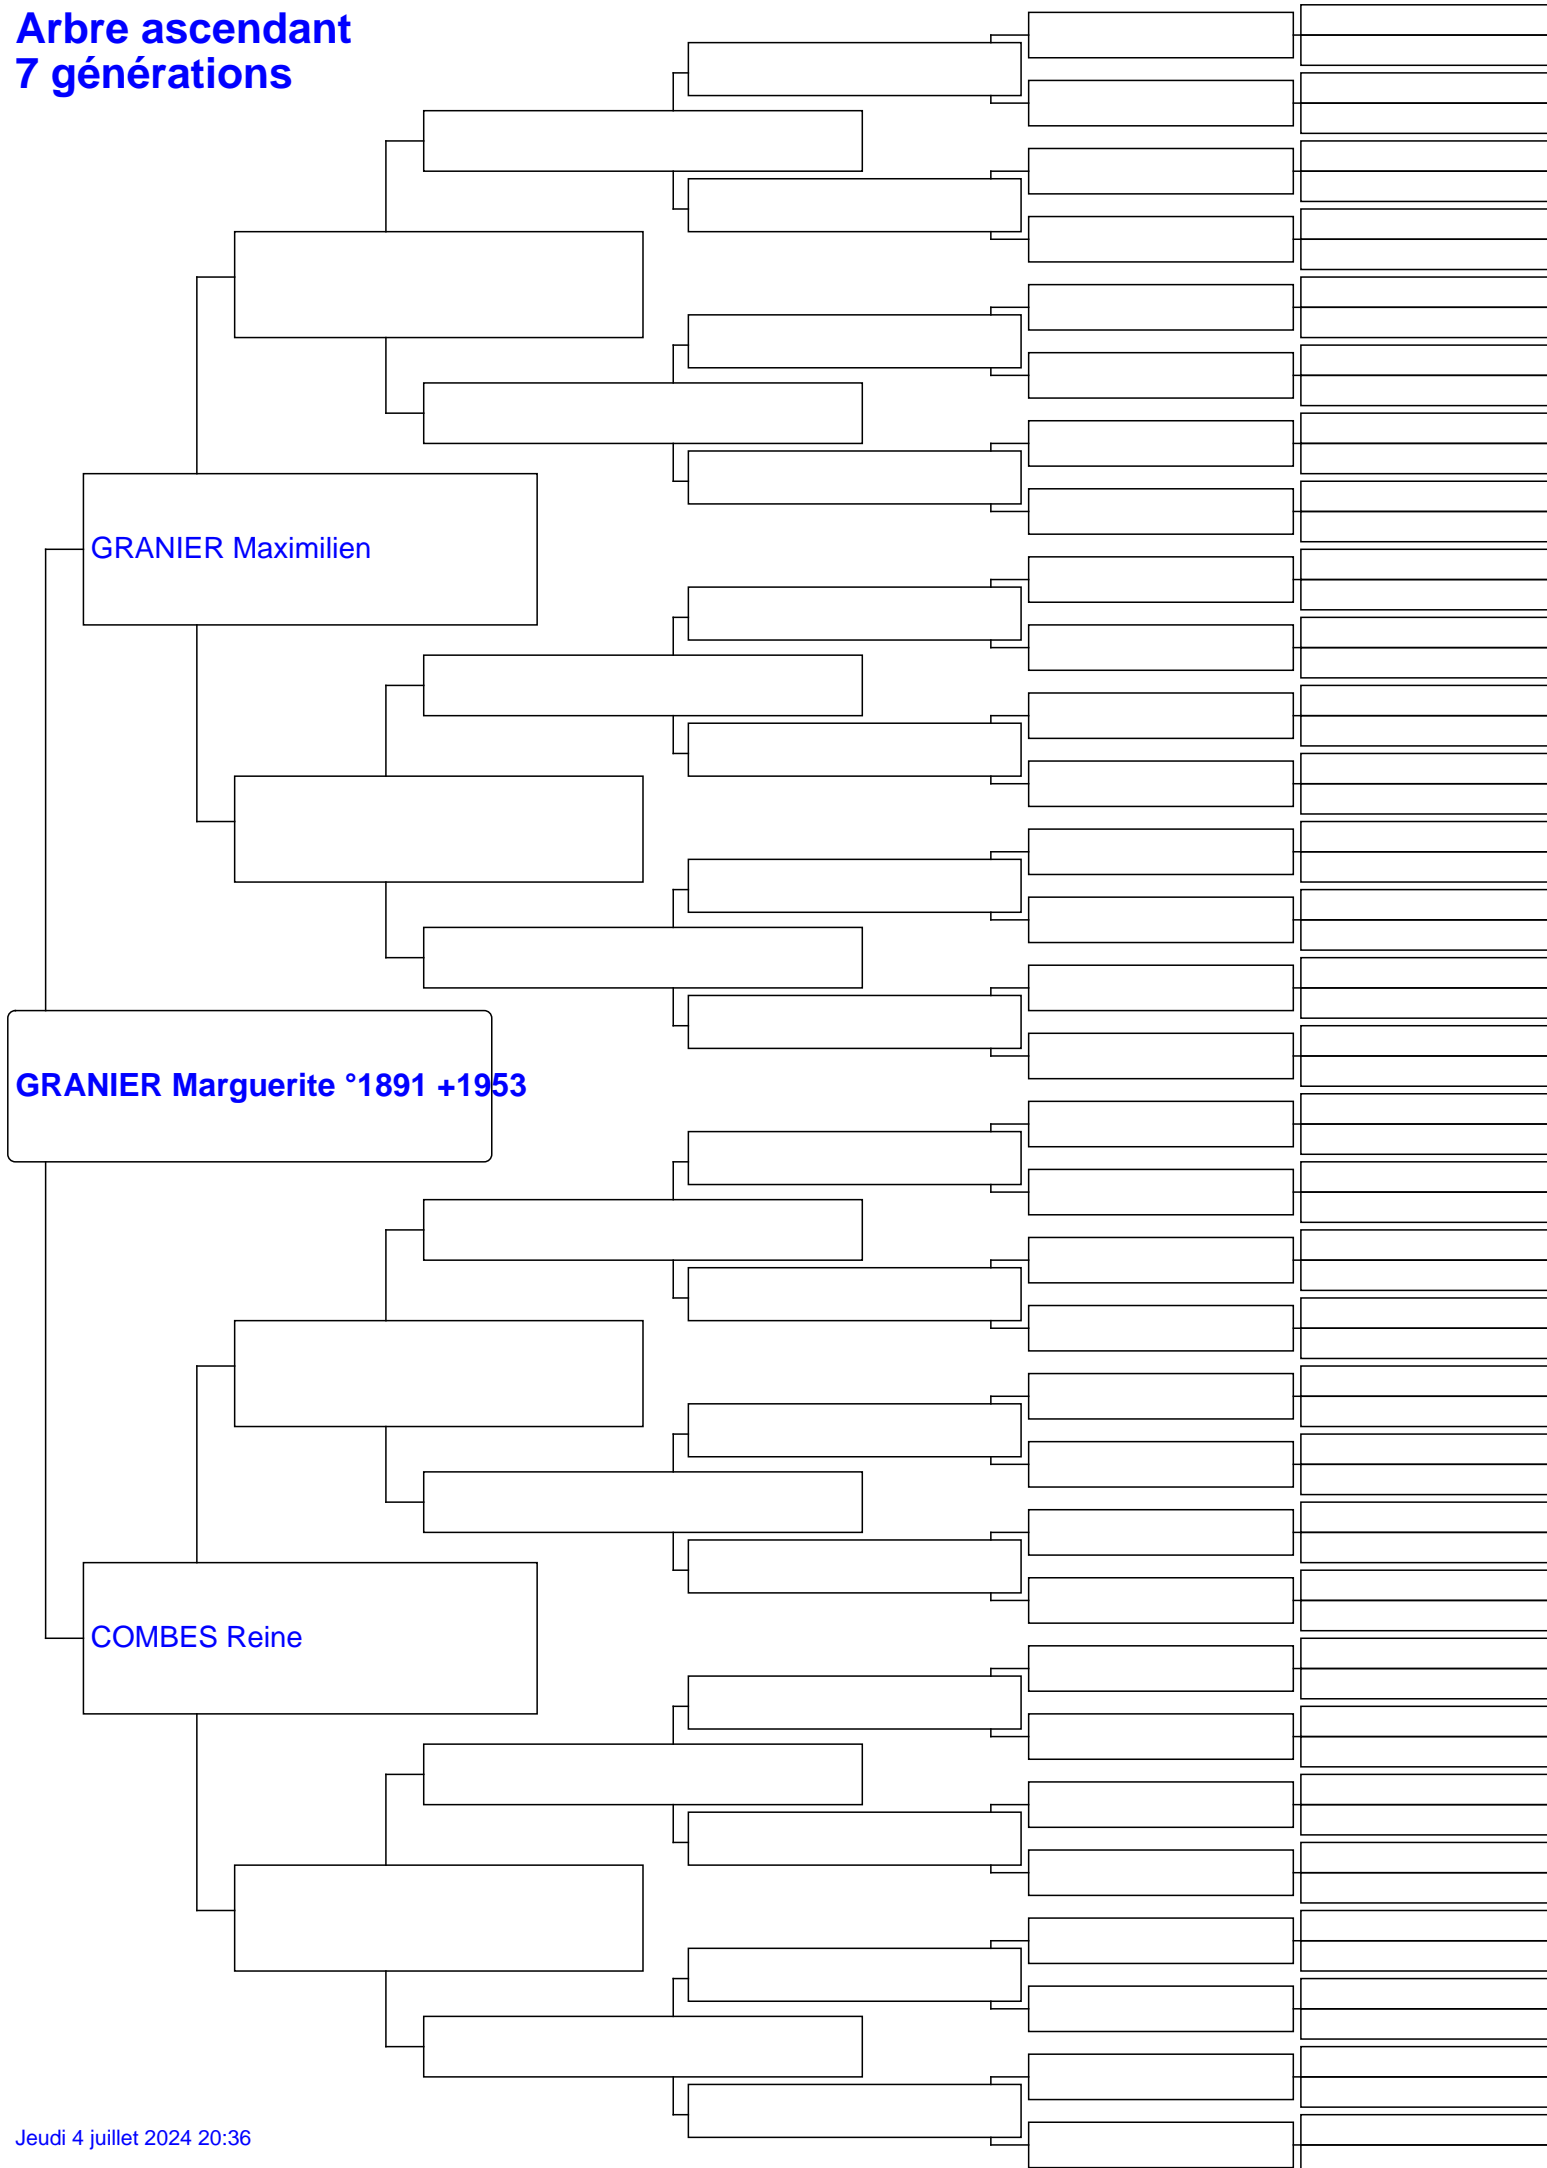 Arbre ascendant
7 générations
GRANIER Maximilien
GRANIER Marguerite °1891 +1953
COMBES Reine
Jeudi 4 juillet 2024 20:36